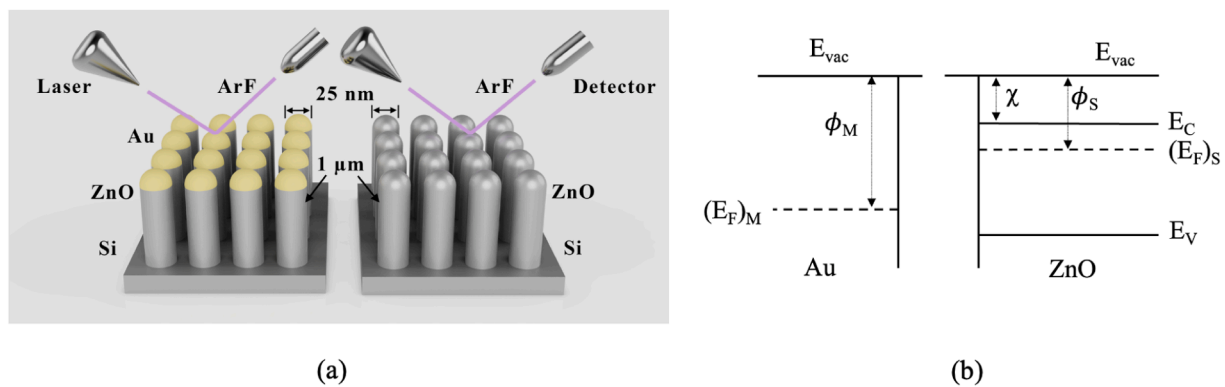 Laser
ArF
25 nm
ArF
Detector
Au
1 μm
ZnO
ZnO
Si
Si
(a)
E_vac
E_vac
χ
ϕ_S
ϕ_M
E_C
(E_F)_S
(E_F)_M
E_V
Au
ZnO
(b)